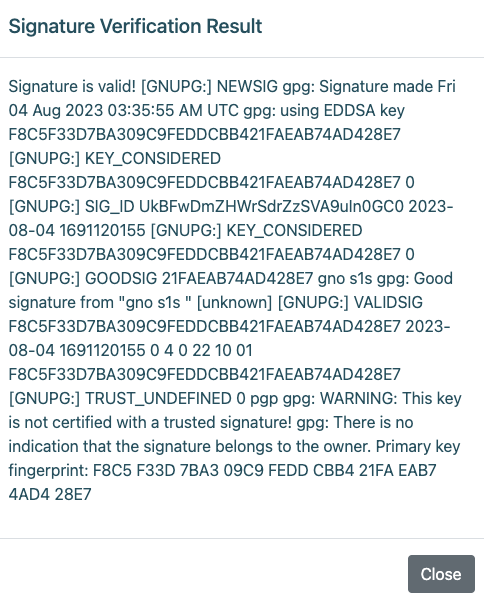 Signature Verification Result
Signature is valid! [GNUPG:] NEWSIG gpg: Signature made Fri
04 Aug 2023 03:35:55 AM UTC gpg: using EDDSA key
F8C5F33D7BA309C9FEDDCBB421FAEAB74AD428E7
[GNUPG:] KEY_CONSIDERED
F8C5F33D7BA309C9FEDDCBB421FAEAB74AD428E7 0
[GNUPG:] SIG_ID UkBFwDmZHWrSdrZzSVA9uln0GC0 2023-
08-04 1691120155 [GNUPG:] KEY_CONSIDERED
F8C5F33D7BA309C9FEDDCBB421FAEAB74AD428E7 0
[GNUPG:] GOODSIG 21FAEAB74AD428E7 gno s1s gpg: Good
signature from "gno s1s " [unknown] [GNUPG:] VALIDSIG
F8C5F33D7BA309C9FEDDCBB421FAEAB74AD428E7 2023-
08-04 1691120155 0 4 0 22 10 01
F8C5F33D7BA309C9FEDDCBB421FAEAB74AD428E7
[GNUPG:] TRUST_UNDEFINED 0 pgp gpg: WARNING: This key
is not certified with a trusted signature! gpg: There is no
indication that the signature belongs to the owner. Primary key
fingerprint: F8C5 F33D 7BA3 09C9 FEDD CBB4 21FA EAB7
4AD4 28E7
Close